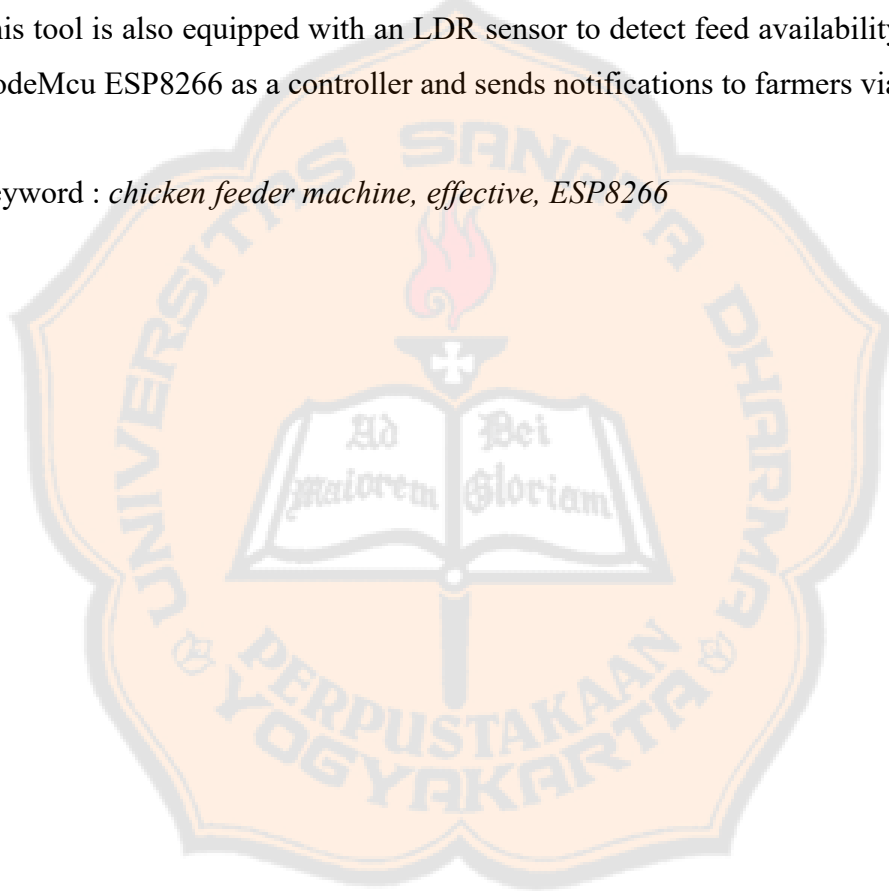 his tool is also equipped with an LDR sensor to detect feed availability
odeMcu ESP8266 as a controller and sends notifications to farmers via
eyword : chicken feeder machine, effective, ESP8266
UNIVERSITAS SANATA DHARMA
Ad Dei
Maiorem Gloriam
PERPUSTAKAAN
YOGYAKARTA